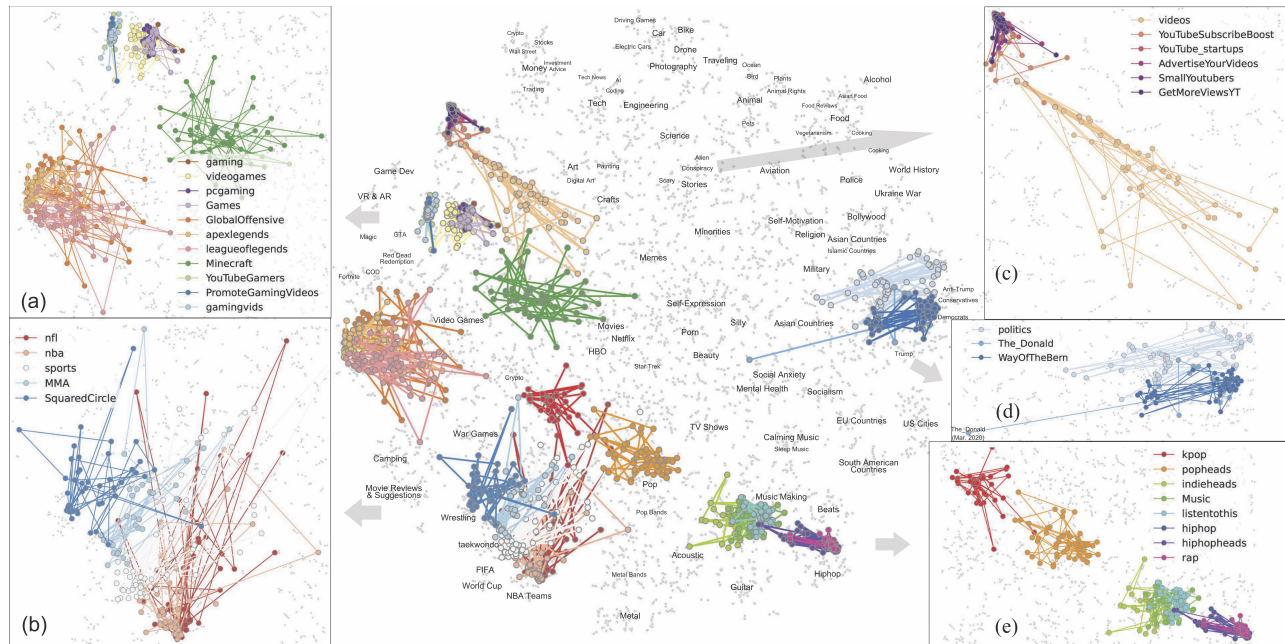 gaming
videogames
pcgaming
Games
GlobalOffensive
apexlegends
leagueoflegends
Minecraft
YouTubeGamers
PromoteGamingVideos
gamingvids
(a)
nfl
nba
sports
MMA
SquaredCircle
(b)
Driving Games
Crypto
Car
Bike
Stocks
Wall Street
Electric Cars
Drone
Investment
Advice
Money
Photography
Traveling
Ocean
Tech News
Bird
AI
Plants
Alcohol
Trading
Coding
Animal Rights
Asian Food
Tech
Engineering
Animal
Food Reviews
Food
Pets
Science
Vegetarianism
Cooking
Cooking
Alien
Art
Painting
Conspiracy
Game Dev
Aviation
World History
Digital Art
Scary
Stories
Police
VR & AR
Crafts
Ukraine War
Self-Motivation
Bollywood
Magic
GTA
Minorities
Religion
Asian Countries
Islamic Countries
Red Dead
Redemption
Memes
Military
COD
Fortnite
Anti-Trump
Self-Expression
Conservatives
Video Games
Silly
Asian Countries
Democrats
Movies
Porn
Netflix
HBO
Beauty
Trump
Star Trek
Crypto
Social Anxiety
Mental Health
Socialism
War Games
TV Shows
EU Countries
US Cities
Calming Music
Camping
Sleep Music
South American
Countries
Movie Reviews
& Suggestions
Pop
Music Making
Wrestling
Pop Bands
Beats
taekwondo
Acoustic
FIFA
Metal Bands
Hiphop
World Cup
Guitar
NBA Teams
Metal
videos
YouTubeSubscribeBoost
YouTube_startups
AdvertiseYourVideos
SmallYoutubers
GetMoreViewsYT
(c)
politics
The_Donald
WayOfTheBern
(d)
The_Donald
(Mar. 2020)
kpop
popheads
indieheads
Music
listentothis
hiphop
hiphopheads
rap
(e)